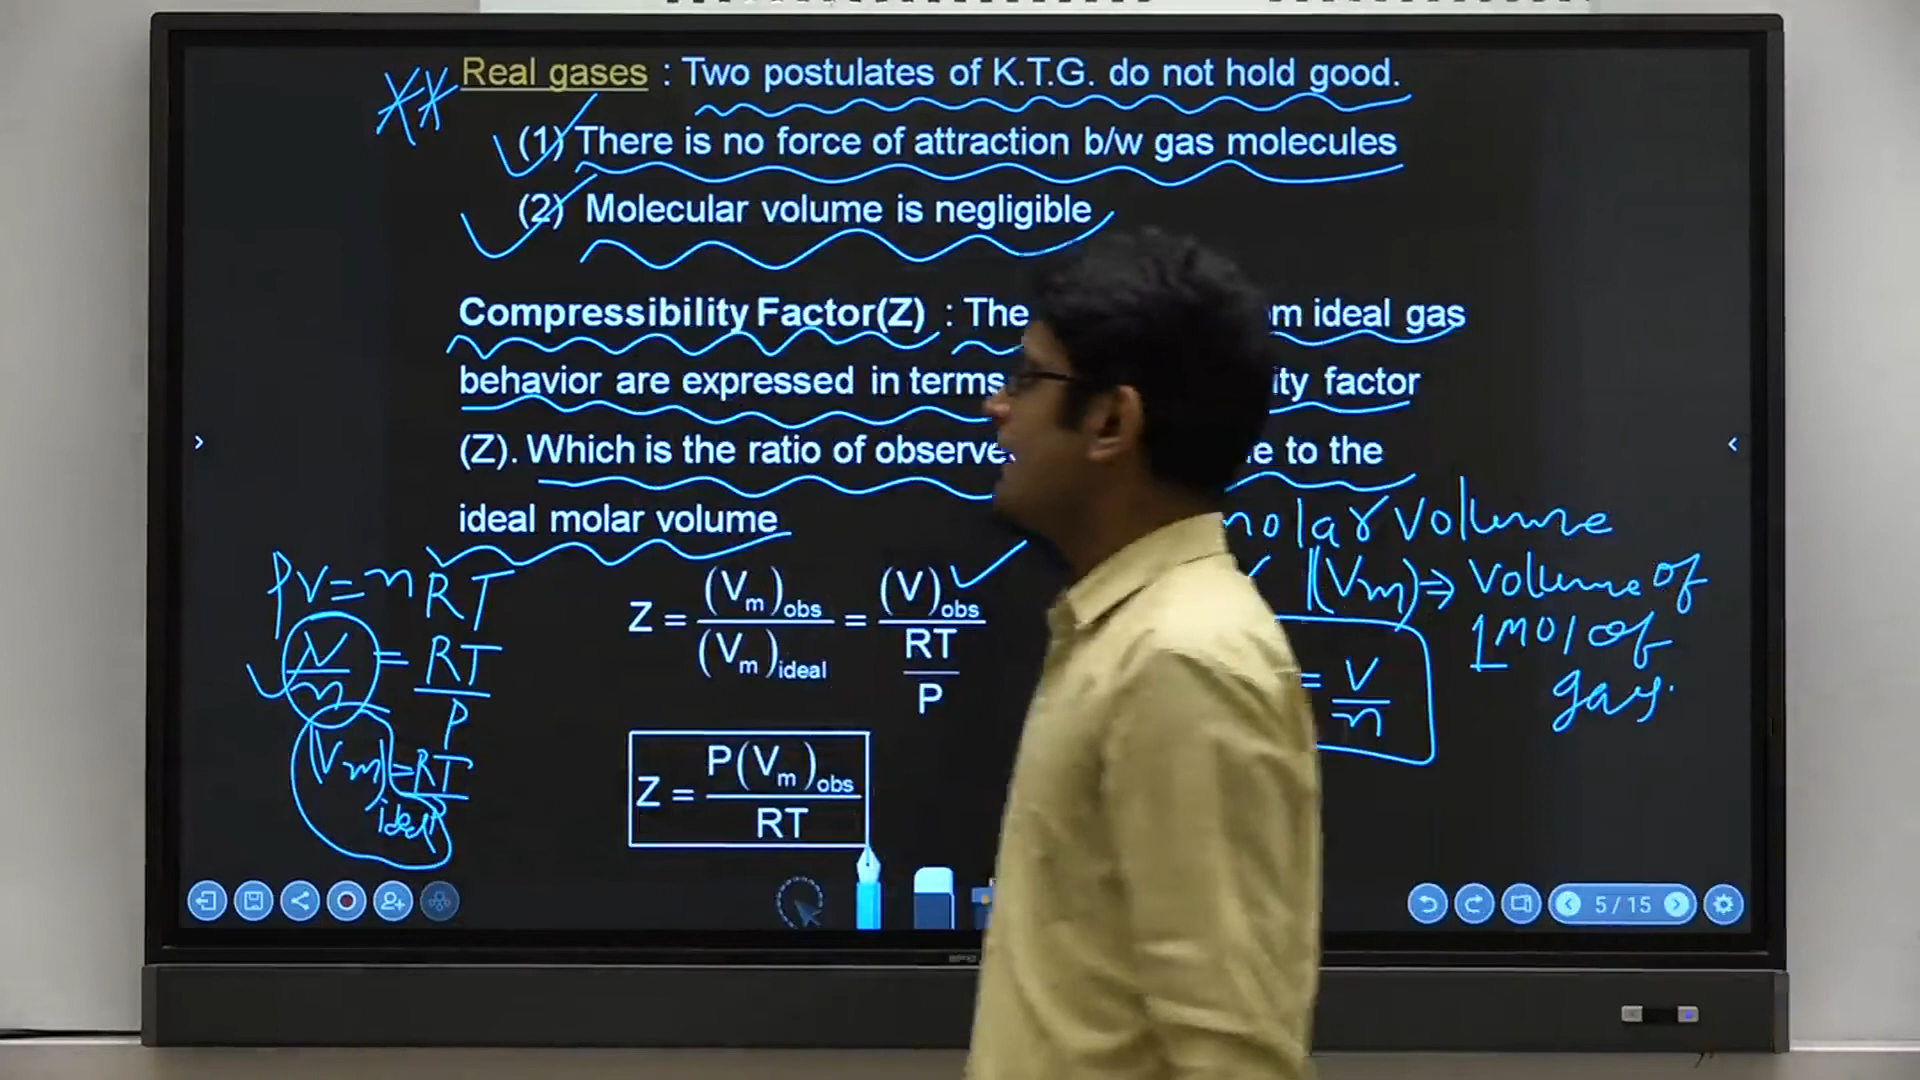 Real gases : Two postulates of K.T.G. do not hold good.
(1) There is no force of attraction b/w gas molecules
(2) Molecular volume is negligible
Compressibility Factor(Z) : The ideal gas
behavior are expressed in terms factor
(Z). Which is the ratio of to the
ideal molar volume
molar volume
(Vm) ⇒ Volume of
1 mol of
gas.
= V/n
PV = nRT
V/n = RT/P
(Vm)ideal = RT/P
Z = (Vm)obs/(Vm)ideal = (V)obs/(RT/P)
Z = P(Vm)obs/RT
5 / 15